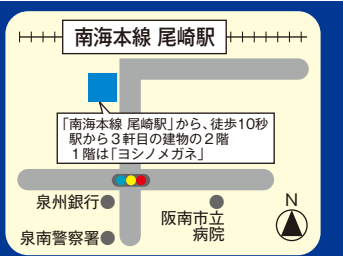 南海本線 尾崎駅
「南海本線 尾崎駅」から、徒歩10秒
駅から3軒目の建物の2階
1階は「ヨシノメガネ」
泉州銀行
阪南市立
病院
泉南警察署
N